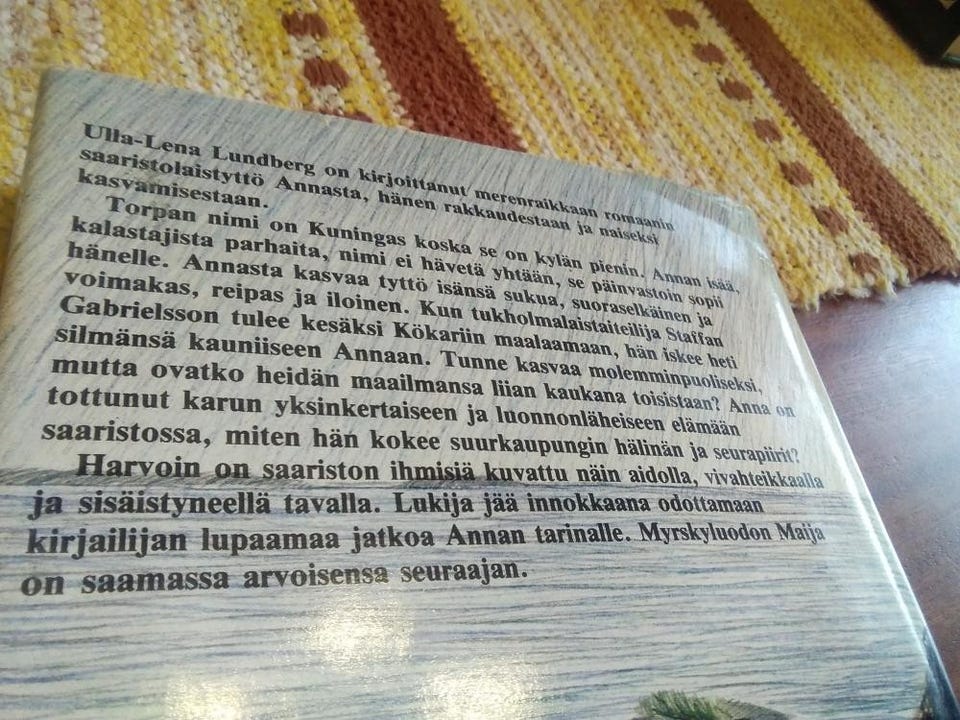 Ulla-Lena Lundberg on kirjoittanut merenraikkaan romaanin
saaristolaistyttö Annasta, hänen rakkaudestaan ja naiseksi
kasvamisestaan.
Torpan nimi on Kuningas koska se on kylän pienin. Annan isää,
kalastajista parhaita, nimi ei hävetä yhtään, se päinvastoin sopii
hänelle. Annasta kasvaa tyttö isänsä sukua, suoraselkäinen ja
voimakas, reipas ja iloinen. Kun tukholmalaistaiteilija Staffan
Gabrielsson tulee kesäksi Kökariin maalaamaan, hän iskee heti
silmänsä kauniiseen Annaan. Tunne kasvaa molemminpuoliseksi,
mutta ovatko heidän maailmansa liian kaukana toisistaan? Anna on
tottunut karun yksinkertaiseen ja luonnonläheiseen elämään
saaristossa, miten hän kokee suurkaupungin hälinän ja seurapiirit?
Harvoin on saariston ihmisiä kuvattu näin aidolla, vivahteikkaalla
ja sisäistyneellä tavalla. Lukija jää innokkaana odottamaan
kirjailijan lupaamaa jatkoa Annan tarinalle. Myrskyluodon Maija
on saamassa arvoisensa seuraajan.